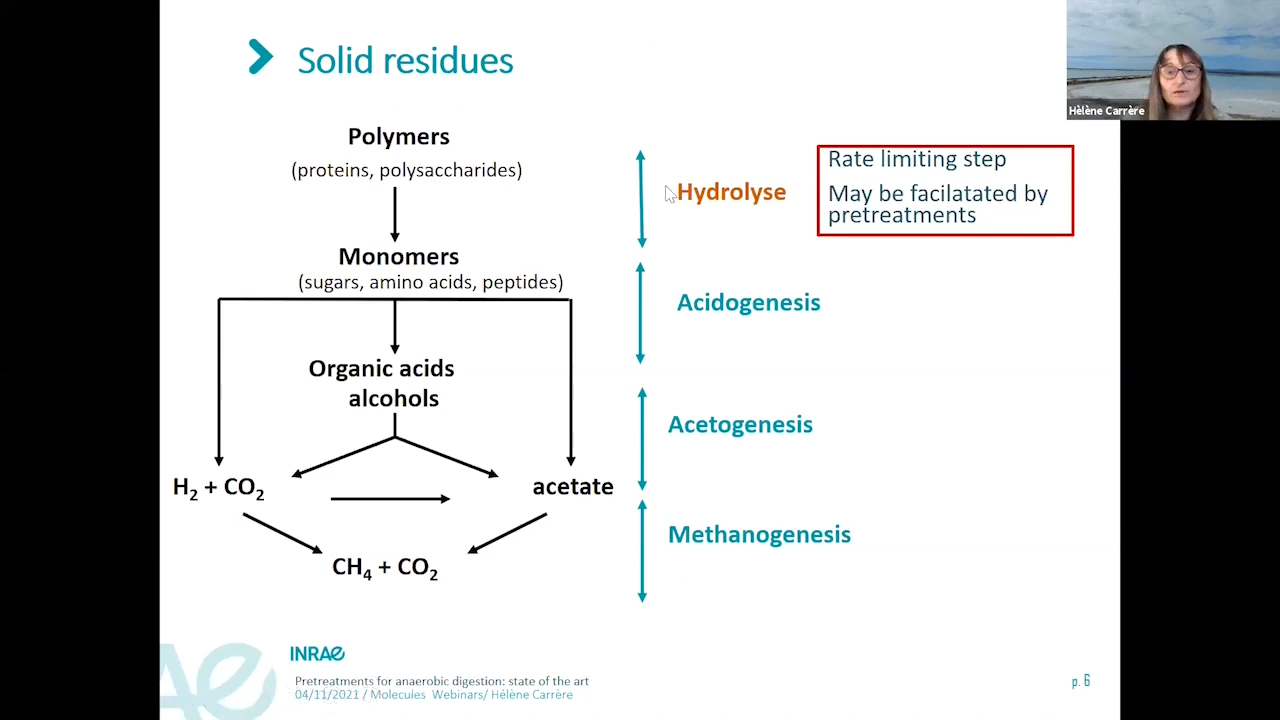 Solid residues
Hèlène Carrère
Polymers
(proteins, polysaccharides)
Hydrolyse
Rate limiting step
May be facilatated by
pretreatments
Monomers
(sugars, amino acids, peptides)
Acidogenesis
Organic acids
alcohols
Acetogenesis
H₂ + CO₂
acetate
Methanogenesis
CH₄ + CO₂
INRAE
Pretreatments for anaerobic digestion: state of the art
04/11/2021 / Molecules Webinars/ Hélène Carrère
p. 6